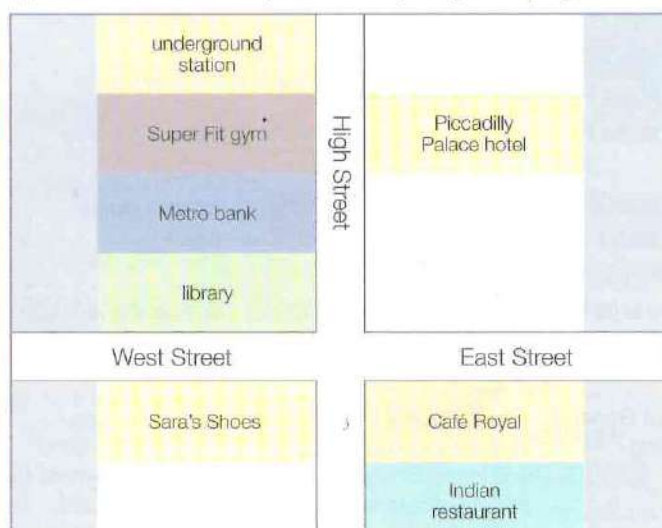 underground
station
Super Fit gym
Metro bank
library
High Street
Piccadilly
Palace hotel
West Street
East Street
Sara's Shoes
Café Royal
Indian
restaurant